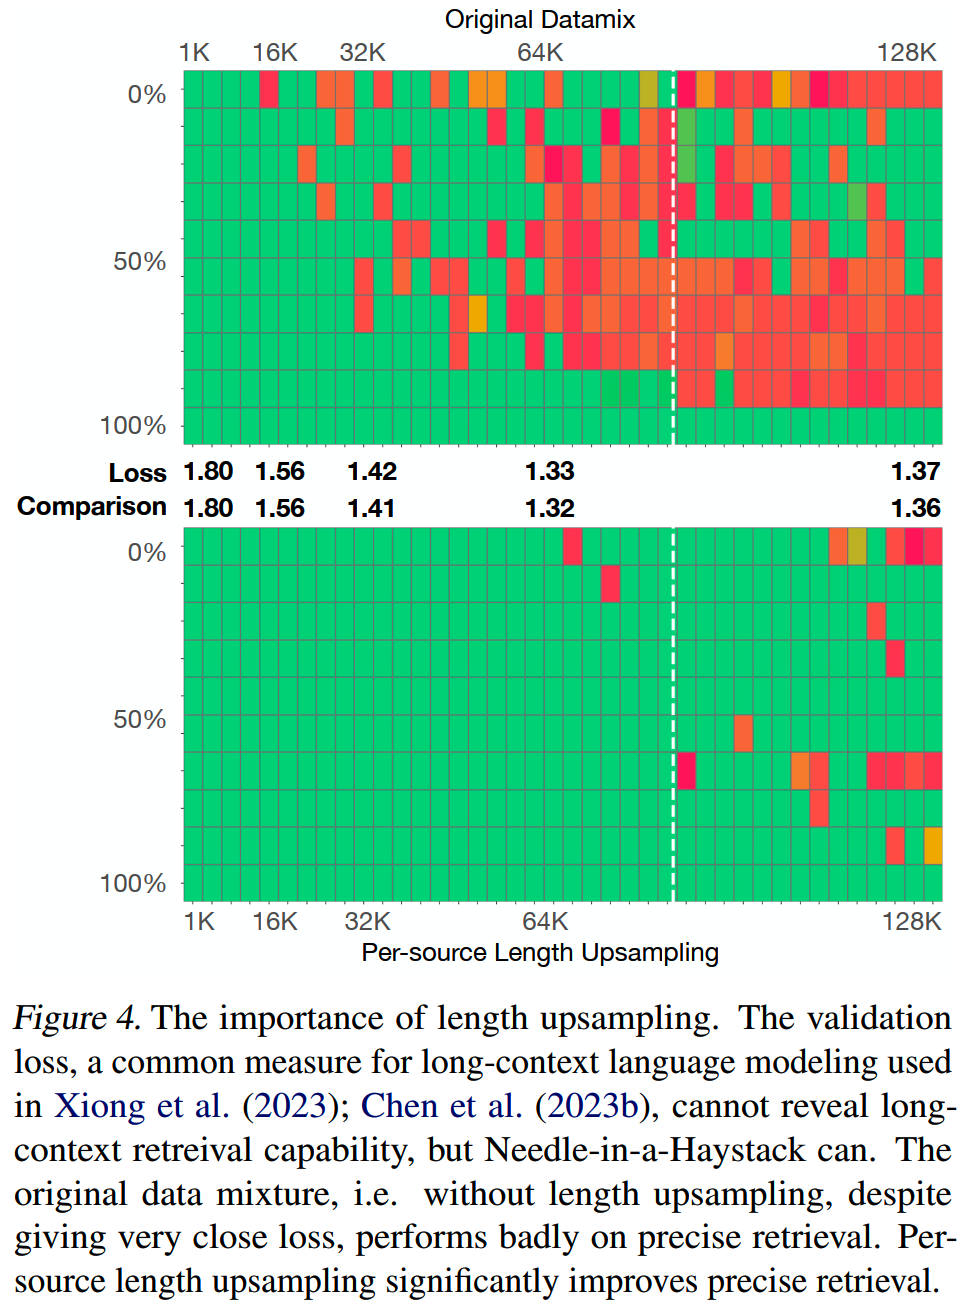 Original Datamix
1K 16K 32K 64K 128K
0%
50%
100%
Loss 1.80 1.56 1.42 1.33 1.37
Comparison 1.80 1.56 1.41 1.32 1.36
0%
50%
100%
1K 16K 32K 64K 128K
Per-source Length Upsampling
Figure 4. The importance of length upsampling. The validation
loss, a common measure for long-context language modeling used
in Xiong et al. (2023); Chen et al. (2023b), cannot reveal long-
context retreival capability, but Needle-in-a-Haystack can. The
original data mixture, i.e. without length upsampling, despite
giving very close loss, performs badly on precise retrieval. Per-
source length upsampling significantly improves precise retrieval.